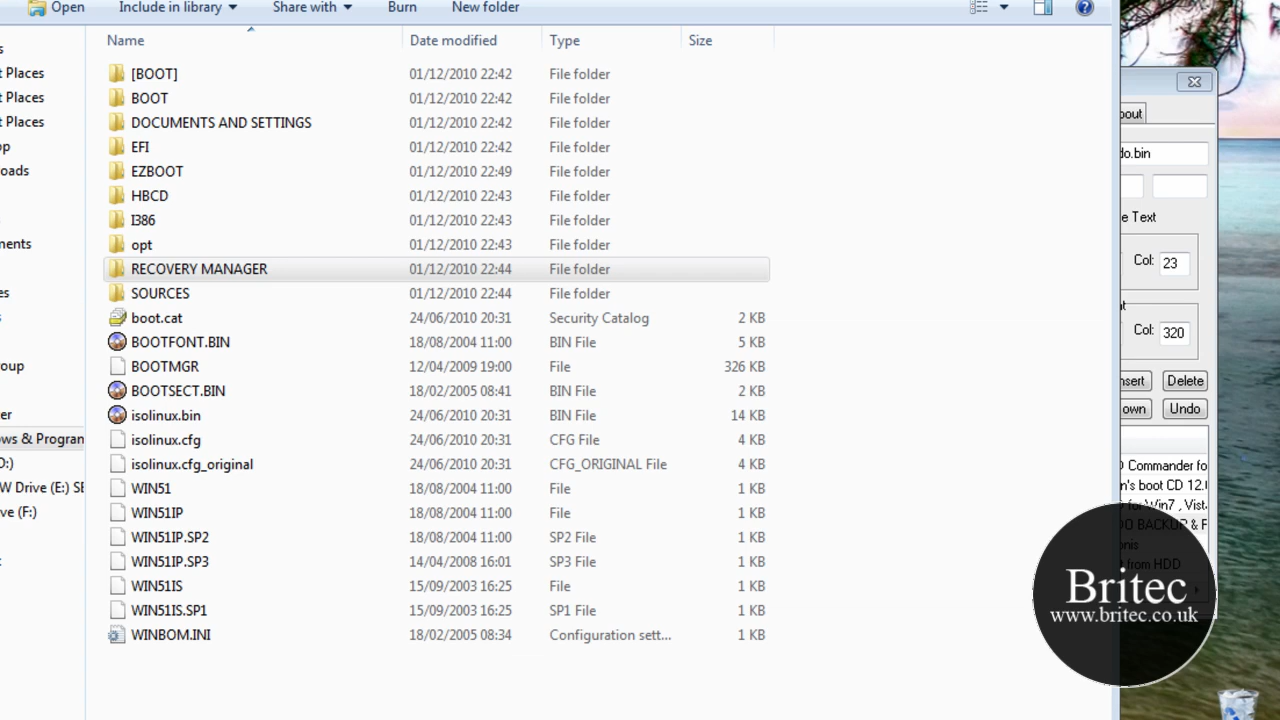 Open Include in library Share with Burn New folder
Name Date modified Type Size
[BOOT] 01/12/2010 22:42 File folder
t Places
BOOT 01/12/2010 22:42 File folder
t Places
DOCUMENTS AND SETTINGS 01/12/2010 22:42 File folder
t Places
EFI 01/12/2010 22:42 File folder
EZBOOT 01/12/2010 22:49 File folder
oads
HBCD 01/12/2010 22:43 File folder
I386 01/12/2010 22:43 File folder
opt 01/12/2010 22:43 File folder
ments
RECOVERY MANAGER 01/12/2010 22:44 File folder
SOURCES 01/12/2010 22:44 File folder
es
boot.cat 24/06/2010 20:31 Security Catalog 2 KB
BOOTFONT.BIN 18/08/2004 11:00 BIN File 5 KB
BOOTMGR 12/04/2009 19:00 File 326 KB
roup
BOOTSECT.BIN 18/02/2005 08:41 BIN File 2 KB
isolinux.bin 24/06/2010 20:31 BIN File 14 KB
er
isolinux.cfg 24/06/2010 20:31 CFG File 4 KB
ows & Program
isolinux.cfg_original 24/06/2010 20:31 CFG_ORIGINAL File 4 KB
D:)
WIN51 18/08/2004 11:00 File 1 KB
W Drive (E:) SE
WIN51IP 18/08/2004 11:00 File 1 KB
ve (F:)
WIN51IP.SP2 18/08/2004 11:00 SP2 File 1 KB
WIN51IP.SP3 14/04/2008 16:01 SP3 File 1 KB
WIN51IS 15/09/2003 16:25 File 1 KB
WIN51IS.SP1 15/09/2003 16:25 SP1 File 1 KB
WINBOM.INI 18/02/2005 08:34 Configuration sett... 1 KB
bout
do.bin
e Text
Col: 23
Col: 320
nsert Delete
own Undo
D Commander fo
n's boot CD 12.0
D for Win7 , Vist
DO BACKUP & F
onis
t from HDD
Britec
www.britec.co.uk